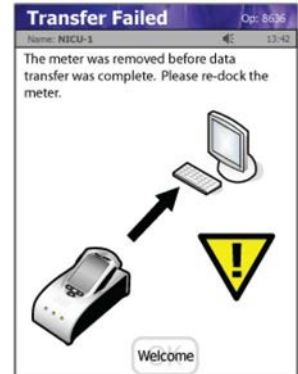 Transfer Failed
Op: 8636
Name: NICU-1
13:42
The meter was removed before data
transfer was complete. Please re-dock the
meter.
!
Welcome